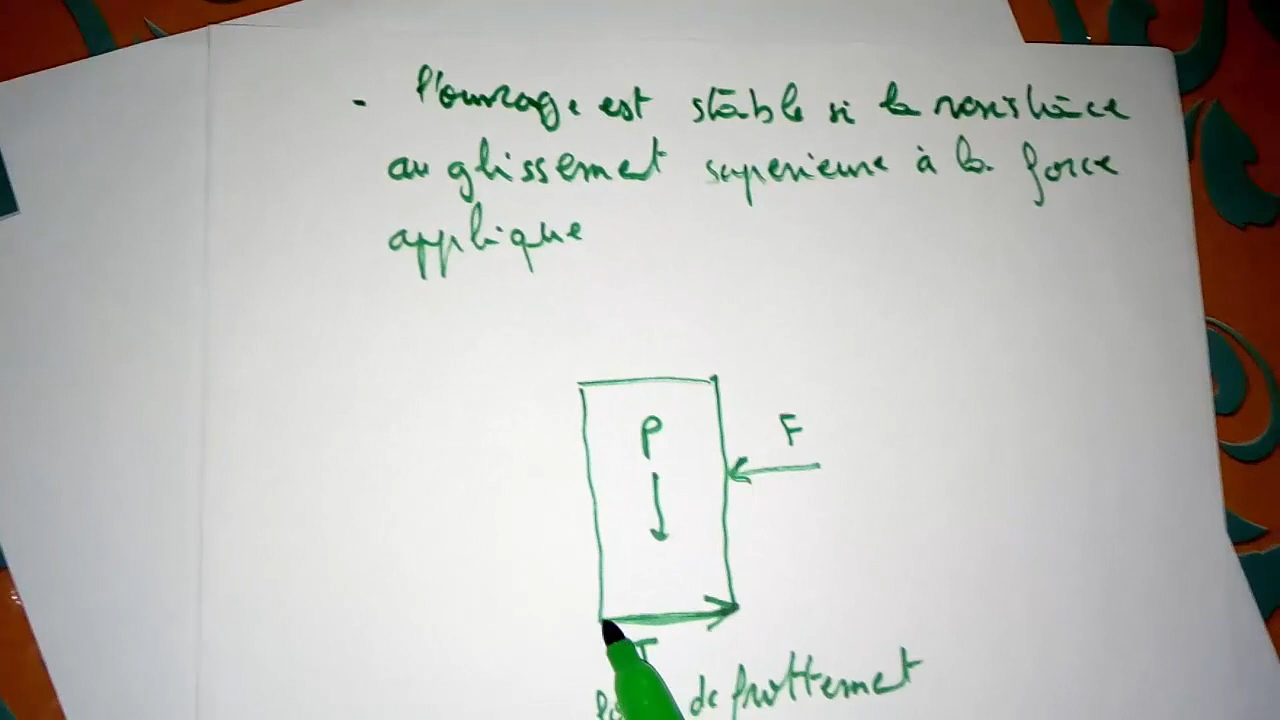 - l'ouvrage est stable si la resistance
au glissement superieure à la force
applique
P
F
T
de frottement